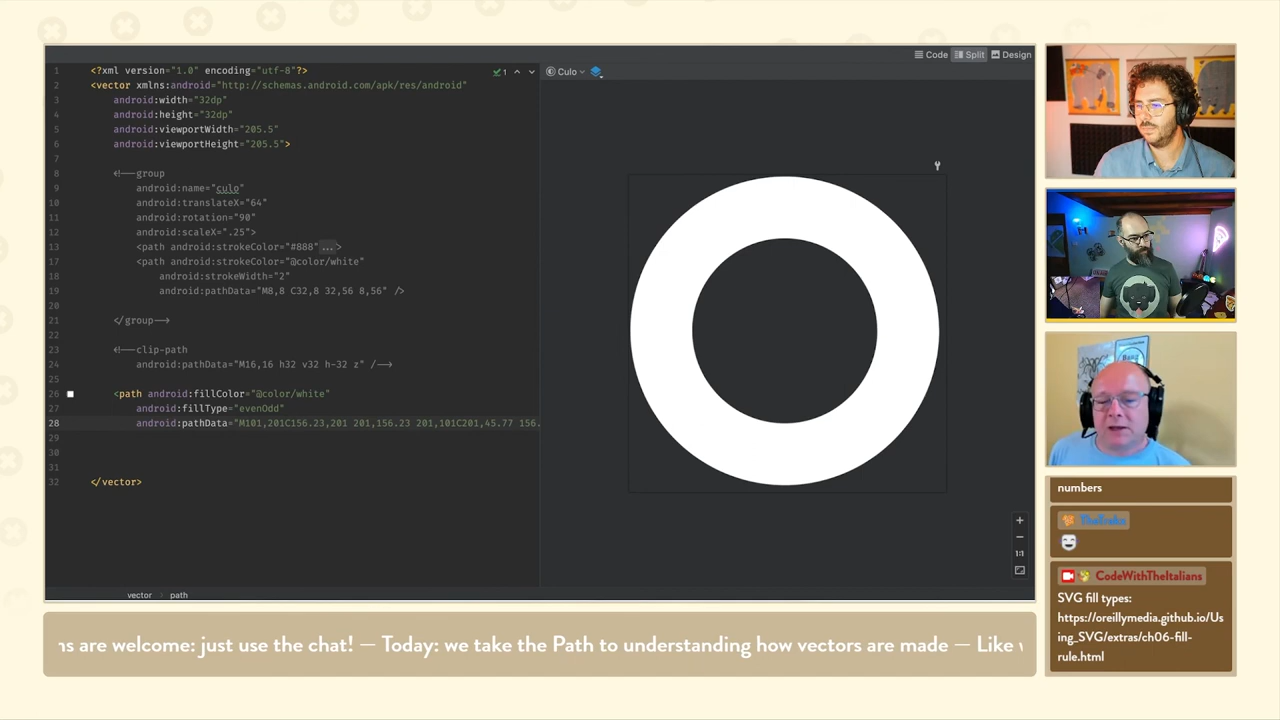 Code Split Design
1 <?xml version="1.0" encoding="utf-8"?>
2 <vector xmlns:android="http://schemas.android.com/apk/res/android"
3 android:width="32dp"
4 android:height="32dp"
5 android:viewportWidth="205.5"
6 android:viewportHeight="205.5">
7
8 <!--group
9 android:name="culo"
10 android:translateX="64"
11 android:rotation="90"
12 android:scaleX=".25">
13 <path android:strokeColor="#888"...>
17 <path android:strokeColor="@color/white"
18 android:strokeWidth="2"
19 android:pathData="M8,8 C32,8 32,56 8,56" />
20
21 </group-->
22
23 <!--clip-path
24 android:pathData="M16,16 h32 v32 h-32 z" /-->
25
26 <path android:fillColor="@color/white"
27 android:fillType="evenOdd"
28 android:pathData="M101,201C156.23,201 201,156.23 201,101C201,45.77 156.
29
30
31
32 </vector>
1
Culo
1:1
vector > path
ns are welcome: just use the chat! — Today: we take the Path to understanding how vectors are made — Like
numbers
CodeWithTheItalians
SVG fill types:
https://oreillymedia.github.io/Us
ing_SVG/extras/ch06-fill-
rule.html